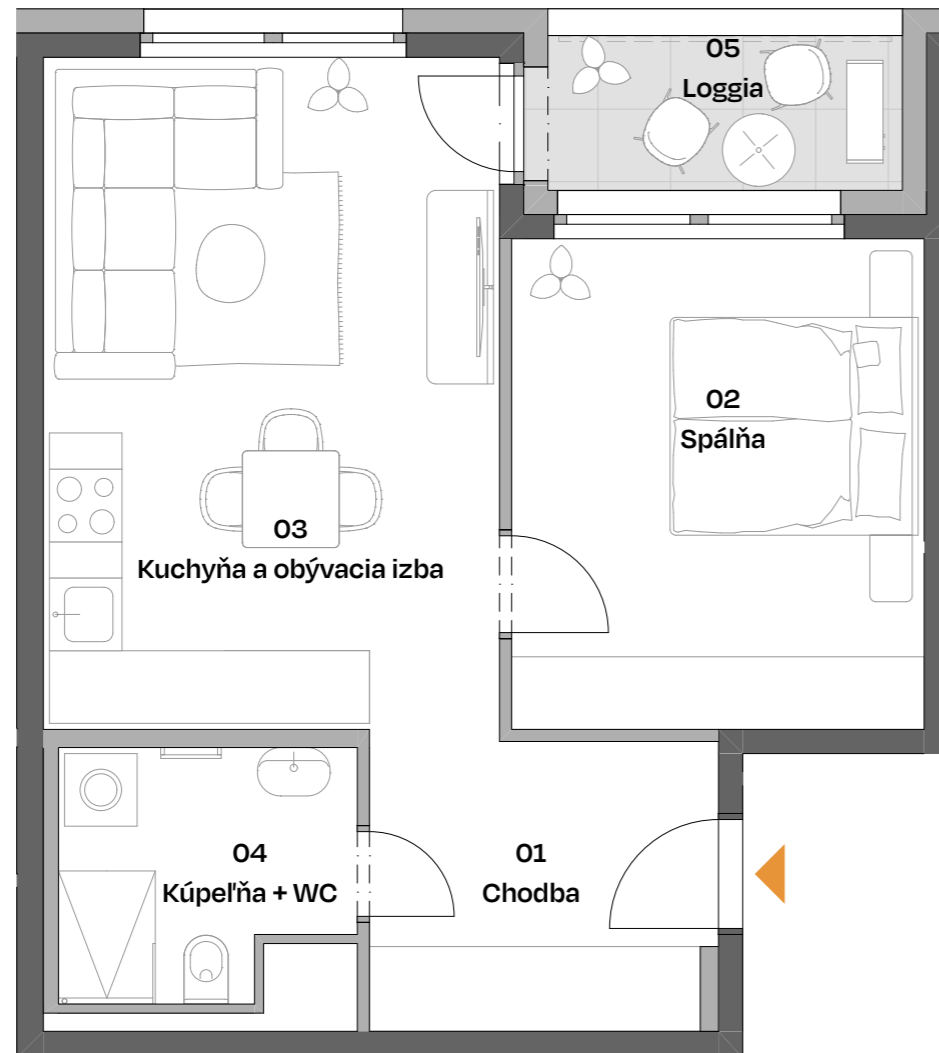 05
Loggia
02
Spálňa
03
Kuchyňa a obývacia izba
04
Kúpeľňa + WC
01
Chodba